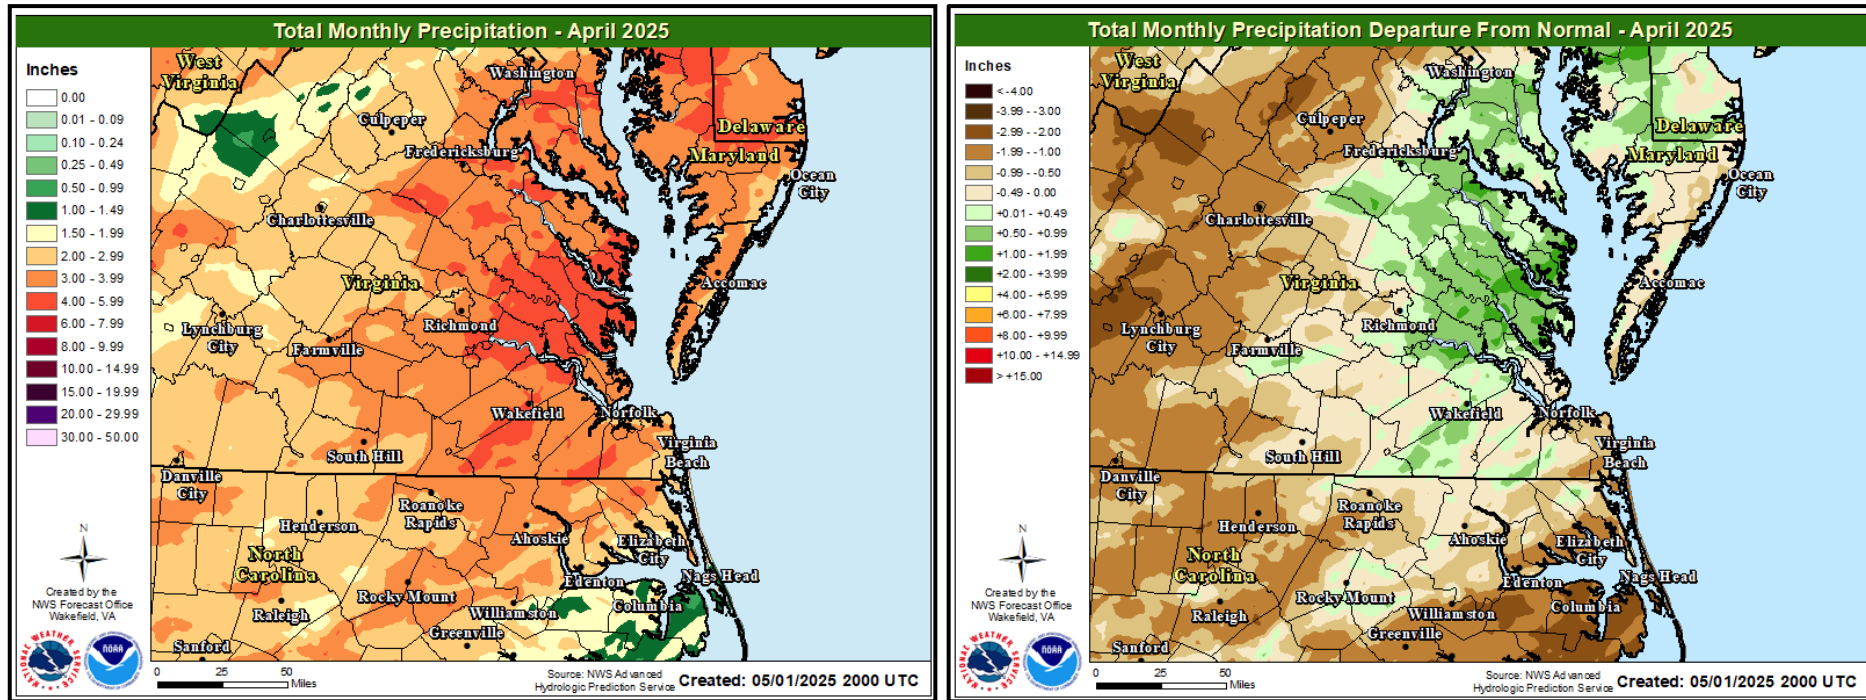 Total Monthly Precipitation - April 2025
Inches
0.00
0.01 - 0.09
0.10 - 0.24
0.25 - 0.49
0.50 - 0.99
1.00 - 1.49
1.50 - 1.99
2.00 - 2.99
3.00 - 3.99
4.00 - 5.99
6.00 - 7.99
8.00 - 9.99
10.00 - 14.99
15.00 - 19.99
20.00 - 29.99
30.00 - 50.00
West
Virginia
Washington
Culpeper
Delaware
Fredericksburg
Maryland
Ocean
City
Charlottesville
Virginia
Accomac
Lynchburg
City
Richmond
Farmville
Wakefield
Norfolk
Virginia
Beach
South Hill
Danville
City
Roanoke
Rapids
Henderson
Ahoskie
Elizabeth
City
North
Carolina
Edenton
Nags Head
Rocky Mount
Columbia
Raleigh
Williamston
Greenville
Sanford
N
Created by the
NWS Forecast Office
Wakefield, VA
NATIONAL WEATHER SERVICE
NOAA
0 25 50
Miles
Source: NWS Advanced
Hydrologic Prediction Service
Created: 05/01/2025 2000 UTC
Total Monthly Precipitation Departure From Normal - April 2025
Inches
< -4.00
-3.99 - -3.00
-2.99 - -2.00
-1.99 - -1.00
-0.99 - -0.50
-0.49 - 0.00
+0.01 - +0.49
+0.50 - +0.99
+1.00 - +1.99
+2.00 - +3.99
+4.00 - +5.99
+6.00 - +7.99
+8.00 - +9.99
+10.00 - +14.99
> +15.00
West
Virginia
Washington
Culpeper
Delaware
Fredericksburg
Maryland
Ocean
City
Charlottesville
Virginia
Accomac
Lynchburg
City
Richmond
Farmville
Wakefield
Norfolk
Virginia
Beach
South Hill
Danville
City
Roanoke
Rapids
Henderson
Ahoskie
Elizabeth
City
North
Carolina
Edenton
Nags Head
Rocky Mount
Columbia
Raleigh
Williamston
Greenville
Sanford
N
Created by the
NWS Forecast Office
Wakefield, VA
NATIONAL WEATHER SERVICE
NOAA
0 25 50
Miles
Source: NWS Advanced
Hydrologic Prediction Service
Created: 05/01/2025 2000 UTC